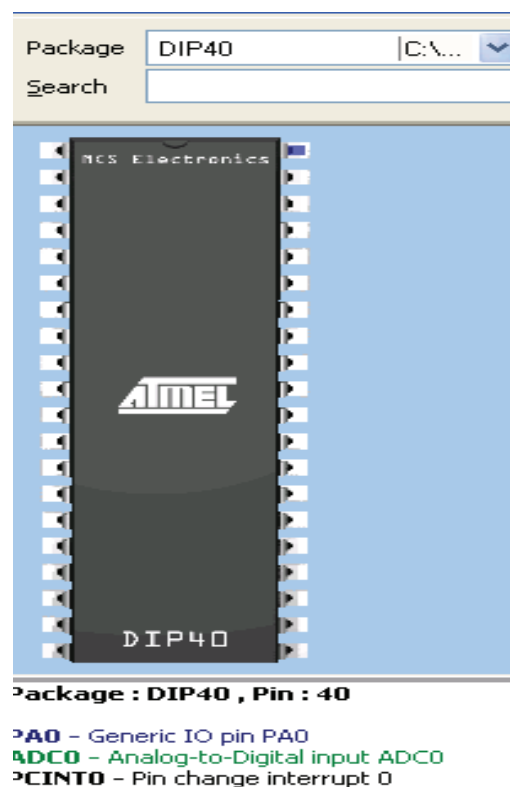 Package DIP40 C:\...
Search
MCS Electronics
ATMEL
DIP40
Package : DIP40 , Pin : 40
PA0 - Generic IO pin PA0
ADC0 - Analog-to-Digital input ADC0
PCINT0 - Pin change interrupt 0